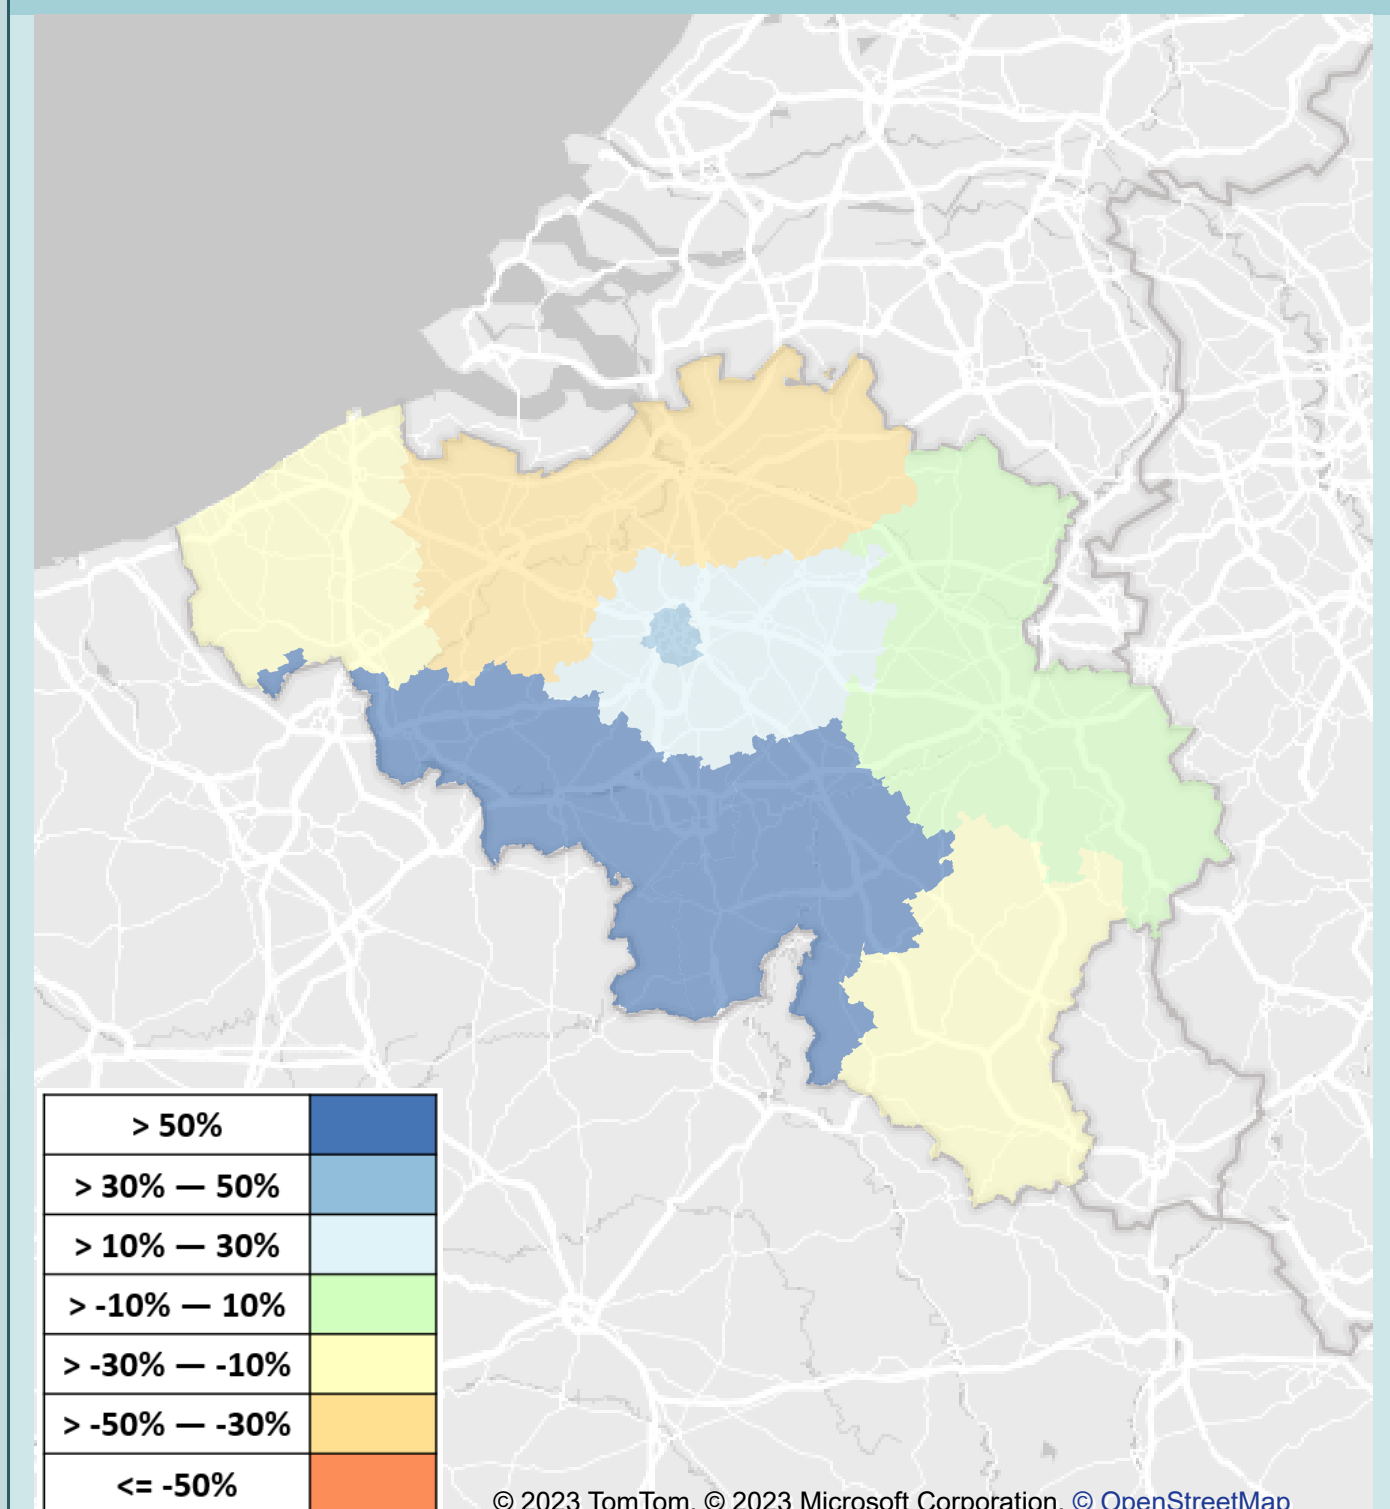 > 50%
> 30% — 50%
> 10% — 30%
> -10% — 10%
> -30% — -10%
> -50% — -30%
<= -50%
© 2023 TomTom, © 2023 Microsoft Corporation, © OpenStreetMap